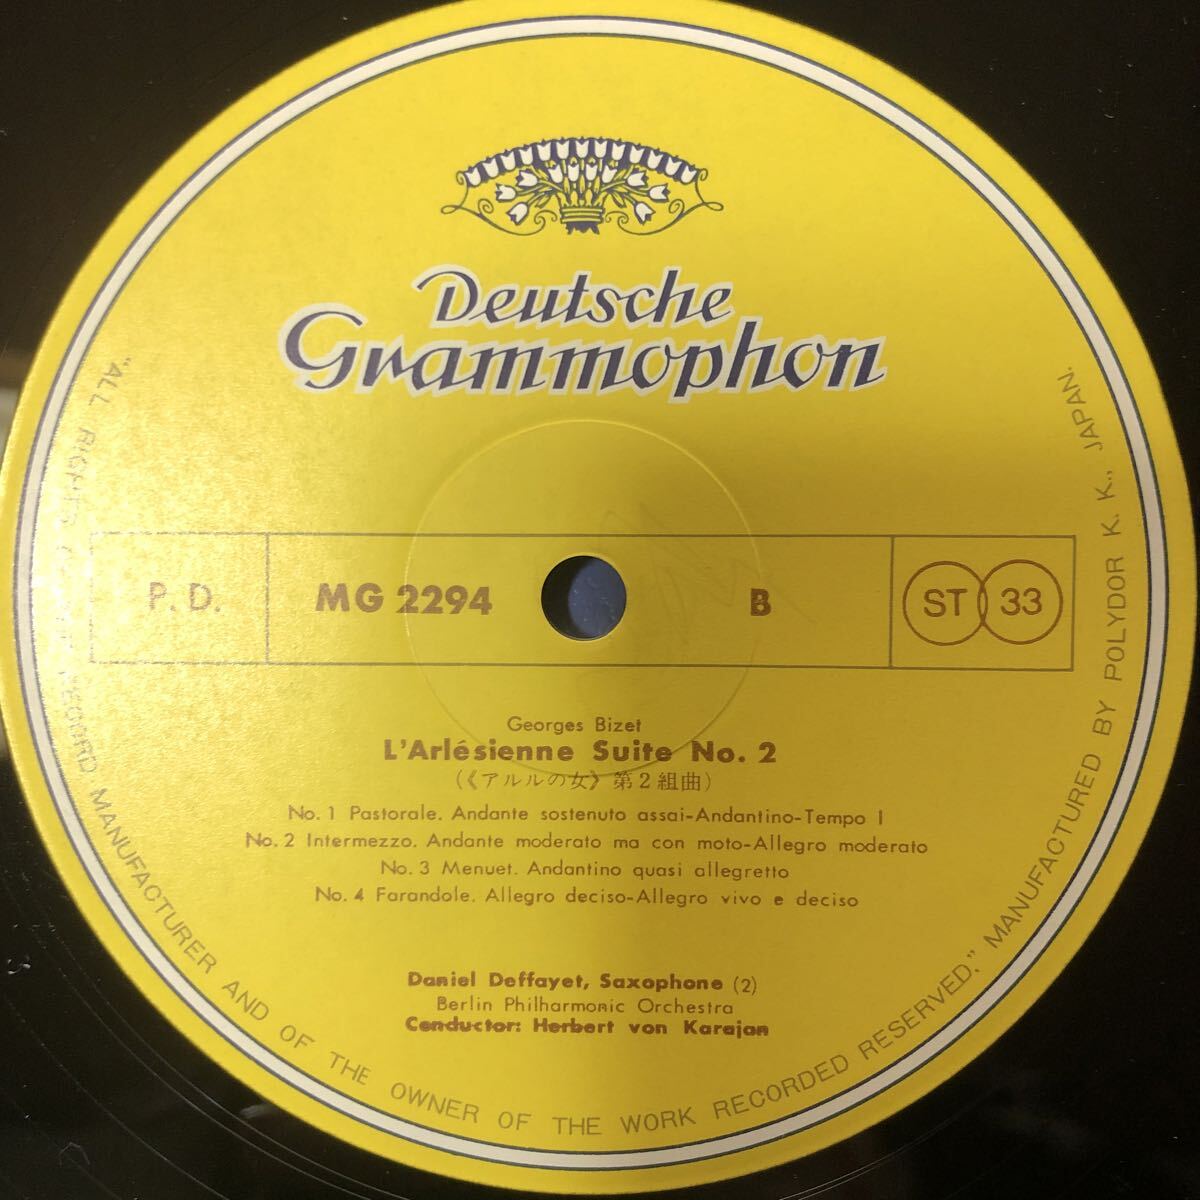 Deutsche
Grammophon
P. D.
MG 2294
B
ST 33
Georges Bizet
L'Arlésienne Suite No. 2
(《アルルの女》第2組曲)
No. 1 Pastorale. Andante sostenuto assai-Andantino-Tempo I
No. 2 Intermezzo. Andante moderato ma con moto-Allegro moderato
No. 3 Menuet. Andantino quasi allegretto
No. 4 Farandole. Allegro deciso-Allegro vivo e deciso
Daniel Deffayet, Saxophone (2)
Berlin Philharmonic Orchestra
Conductor: Herbert von Karajan
"ALL RIGHTS RECORD MANUFACTURER AND OF THE OWNER OF THE WORK RECORDED RESERVED." MANUFACTURED BY POLYDOR K. K., JAPAN.